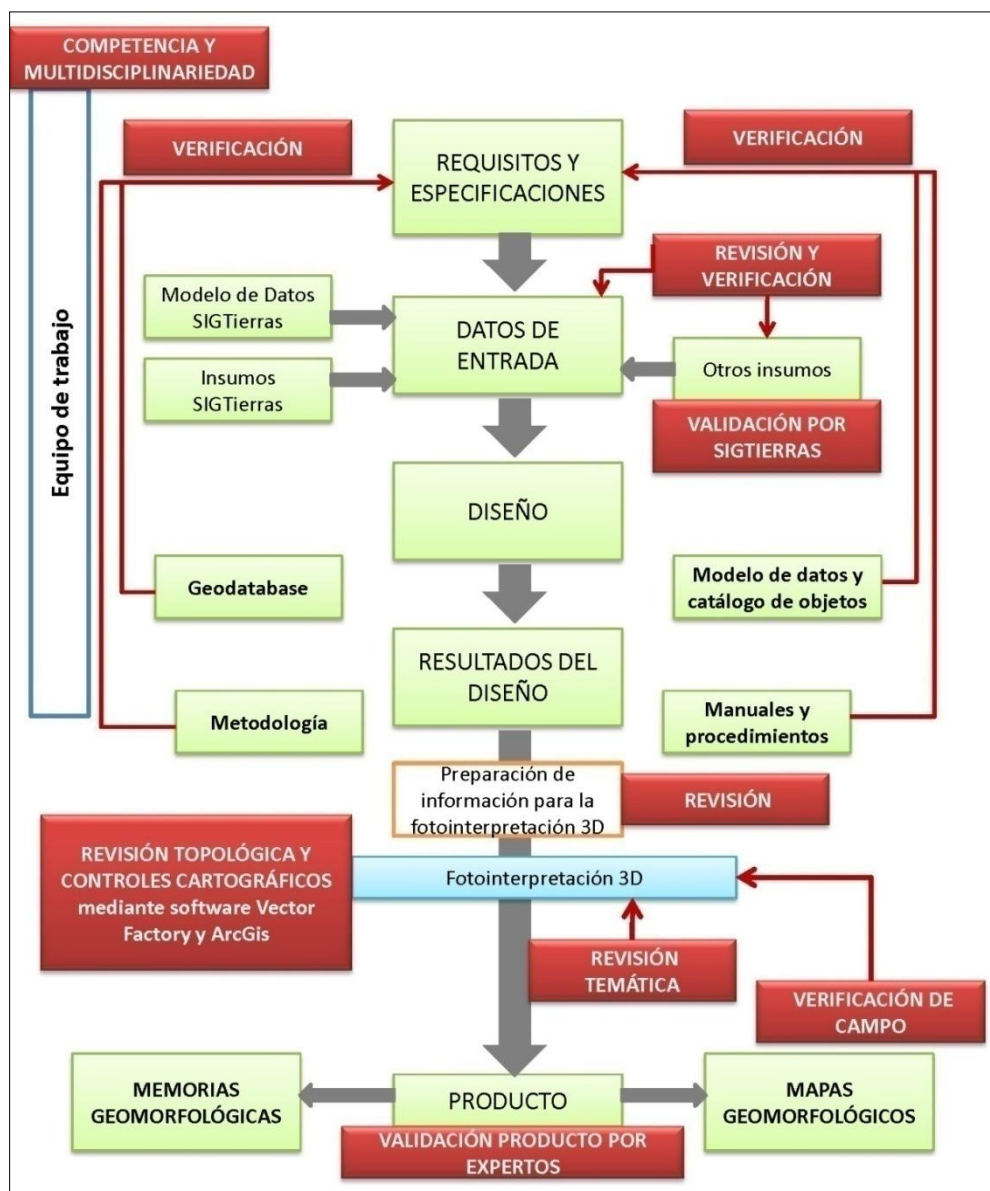 COMPETENCIA Y
MULTIDISCIPLINARIEDAD
Equipo de trabajo
VERIFICACIÓN
REQUISITOS Y
ESPECIFICACIONES
VERIFICACIÓN
REVISIÓN Y
VERIFICACIÓN
Modelo de Datos
SIGTierras
DATOS DE
ENTRADA
Insumos
SIGTierras
Otros insumos
VALIDACIÓN POR
SIGTIERRAS
DISEÑO
Geodatabase
Modelo de datos y
catálogo de objetos
RESULTADOS DEL
DISEÑO
Metodología
Manuales y
procedimientos
Preparación de
información para la
fotointerpretación 3D
REVISIÓN
REVISIÓN TOPOLÓGICA Y
CONTROLES CARTOGRÁFICOS
mediante software Vector
Factory y ArcGis
Fotointerpretación 3D
REVISIÓN
TEMÁTICA
VERIFICACIÓN DE
CAMPO
MEMORIAS
GEOMORFOLÓGICAS
PRODUCTO
MAPAS
GEOMORFOLÓGICOS
VALIDACIÓN PRODUCTO POR
EXPERTOS